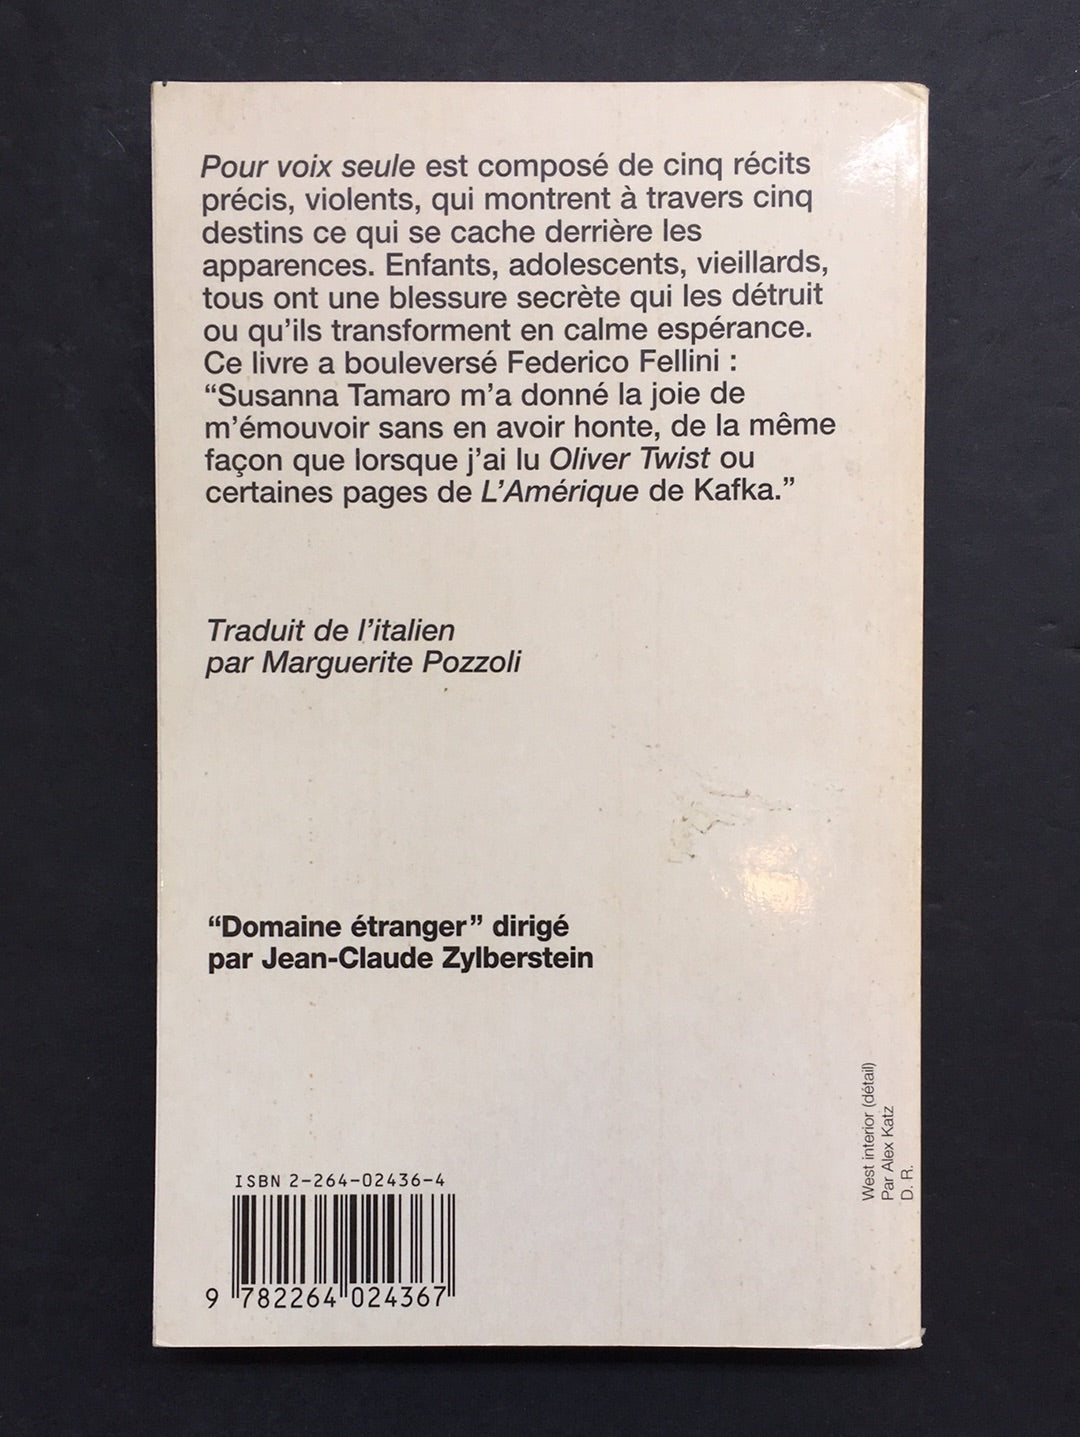 Pour voix seule est composé de cinq récits
précis, violents, qui montrent à travers cinq
destins ce qui se cache derrière les
apparences. Enfants, adolescents, vieillards,
tous ont une blessure secrète qui les détruit
ou qu’ils transforment en calme espérance.
Ce livre a bouleversé Federico Fellini :
“Susanna Tamaro m’a donné la joie de
m’émouvoir sans en avoir honte, de la même
façon que lorsque j’ai lu Oliver Twist ou
certaines pages de L’Amérique de Kafka.”
Traduit de l’italien
par Marguerite Pozzoli
“Domaine étranger” dirigé
par Jean-Claude Zylberstein
West interior (détail)
Par Alex Katz
D. R.
ISBN 2-264-02436-4
9 782264 024367